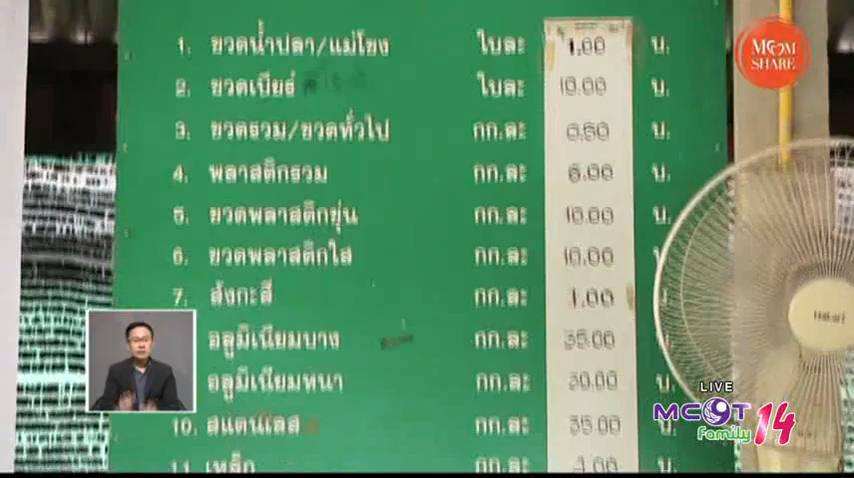 MCOM
SHARE
1. ขวดน้ำปลา/แม่โขง ใบละ 1.00 บ.
2. ขวดเบียร์ ใบละ 10.00 บ.
3. ขวดรวม/ขวดทั่วไป กก.ละ 0.50 บ.
4. พลาสติกรวม กก.ละ 6.00 บ.
5. ขวดพลาสติกขุ่น กก.ละ 10.00 บ.
6. ขวดพลาสติกใส กก.ละ 10.00 บ.
7. สังกะสี กก.ละ 1.00 บ.
อลูมิเนียมบาง กก.ละ 35.00 บ.
อลูมิเนียมหนา กก.ละ 30.00 บ.
10. สแตนเลส กก.ละ 35.00 บ.
11. เหล็ก กก.ละ 4.00 บ.
Hatari
LIVE
MCOT
Family 14